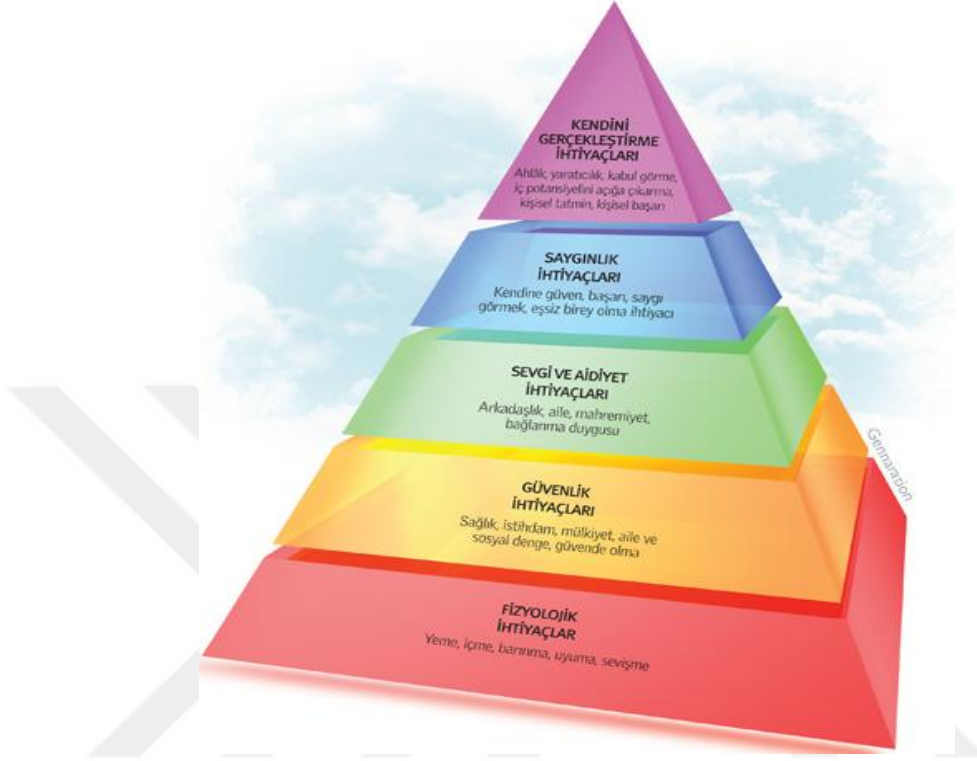 KENDİNİ
GERÇEKLEŞTİRME
İHTİYAÇLARI
Ahlâk, yaratıcılık, kabul görme,
iç potansiyelini açığa çıkarma,
kişisel tatmin, kişisel başarı
SAYGINLIK
İHTİYAÇLARI
Kendine güven, başarı, saygı
görmek, eşsiz birey olma ihtiyacı
SEVGİ VE AİDİYET
İHTİYAÇLARI
Arkadaşlık, aile, mahremiyet,
bağlanma duygusu
Gennaration
GÜVENLİK
İHTİYAÇLARI
Sağlık, istihdam, mülkiyet, aile ve
sosyal denge, güvende olma
FİZYOLOJİK
İHTİYAÇLAR
Yeme, içme, barınma, uyuma, sevişme